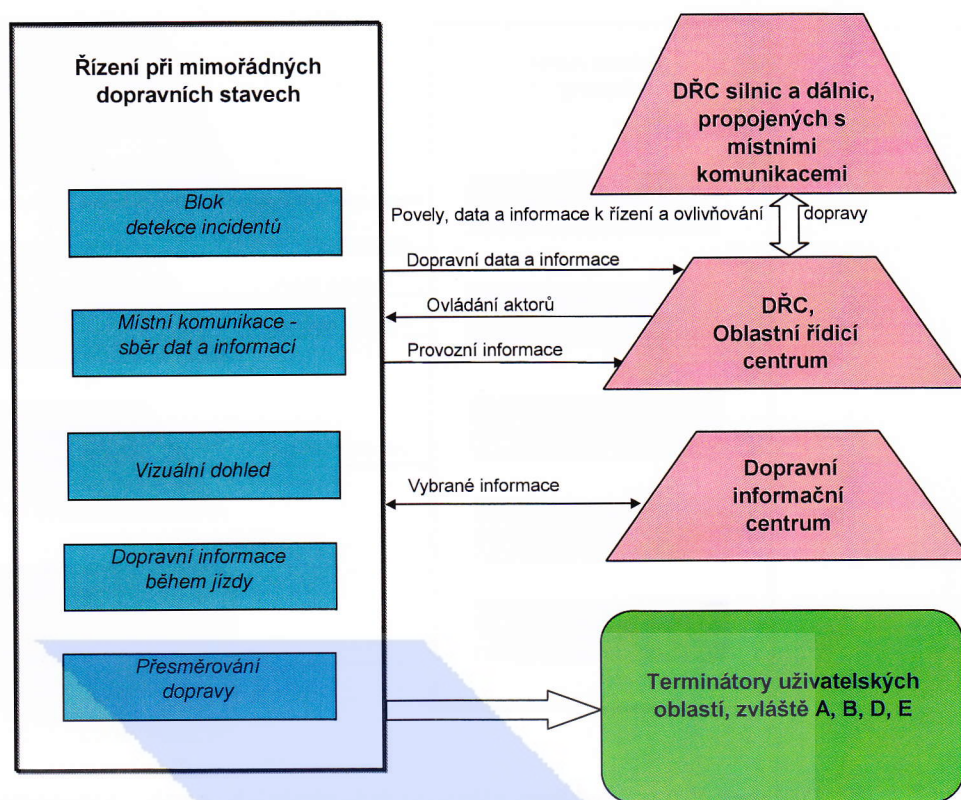 Řízení při mimořádných
dopravních stavech
Blok
detekce incidentů
Místní komunikace -
sběr dat a informací
Vizuální dohled
Dopravní informace
během jízdy
Přesměrování
dopravy
DŘC silnic a dálnic,
propojených s
místními
komunikacemi
Povely, data a informace k řízení a ovlivňování dopravy
Dopravní data a informace
Ovládání aktorů
Provozní informace
DŘC,
Oblastní řídicí
centrum
Vybrané informace
Dopravní
informační
centrum
Terminátory uživatelských
oblastí, zvláště A, B, D, E